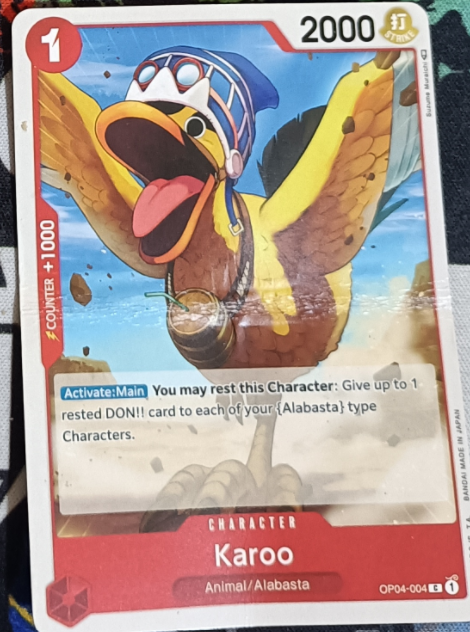 1
2000
打
STRIKE
Suzuka Muraishi
COUNTER +1000
Activate:Main You may rest this Character: Give up to 1
rested DON!! card to each of your {Alabasta} type
Characters.
BANDAI MADE IN JAPAN
CHARACTER
Karoo
Animal/Alabasta
OP04-004 C 1